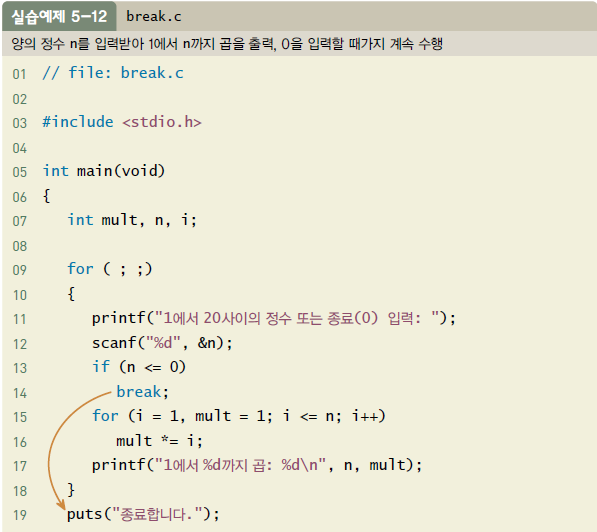 실습예제 5-12 break.c
양의 정수 n를 입력받아 1에서 n까지 곱을 출력, 0을 입력할 때가지 계속 수행
01 // file: break.c
02
03 #include <stdio.h>
04
05 int main(void)
06 {
07 int mult, n, i;
08
09 for ( ; ;)
10 {
11 printf("1에서 20사이의 정수 또는 종료(0) 입력: ");
12 scanf("%d", &n);
13 if (n <= 0)
14 break;
15 for (i = 1, mult = 1; i <= n; i++)
16 mult *= i;
17 printf("1에서 %d까지 곱: %d\n", n, mult);
18 }
19 puts("종료합니다.");